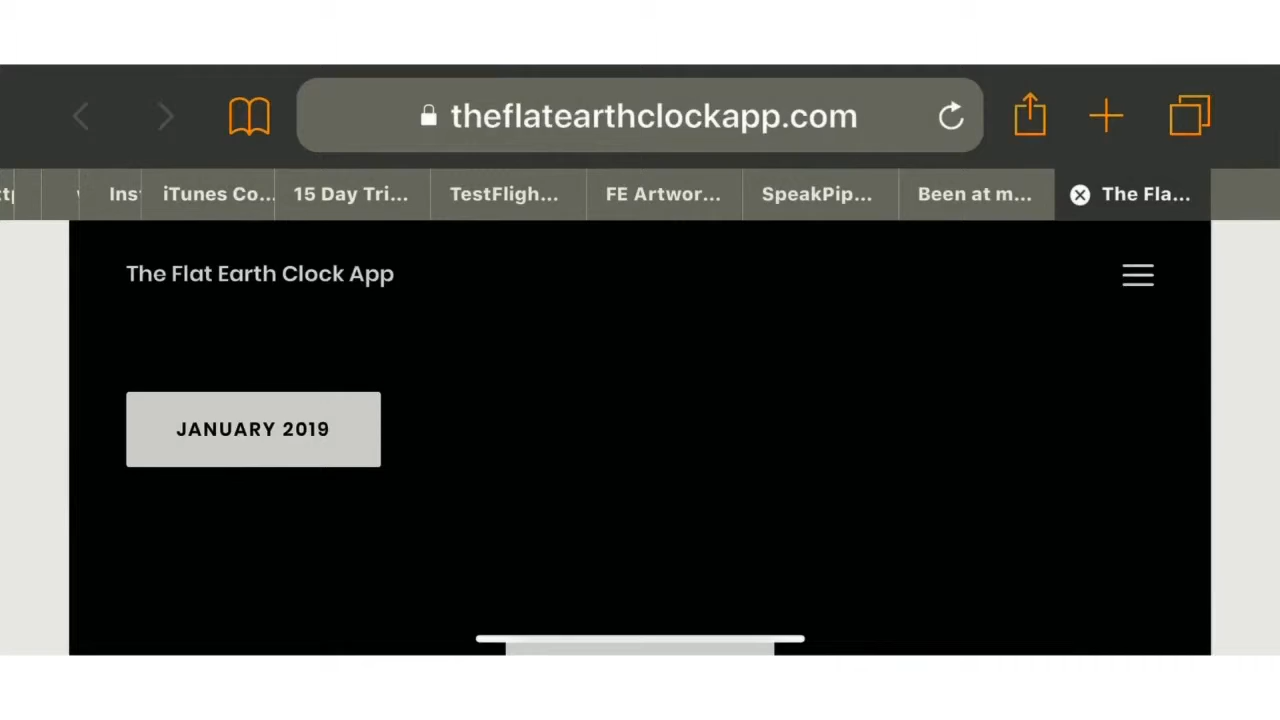 theflatearthclockapp.com
Ins iTunes Co... 15 Day Tri... TestFligh... FE Artwor... SpeakPip... Been at m... The Fla...
The Flat Earth Clock App
JANUARY 2019